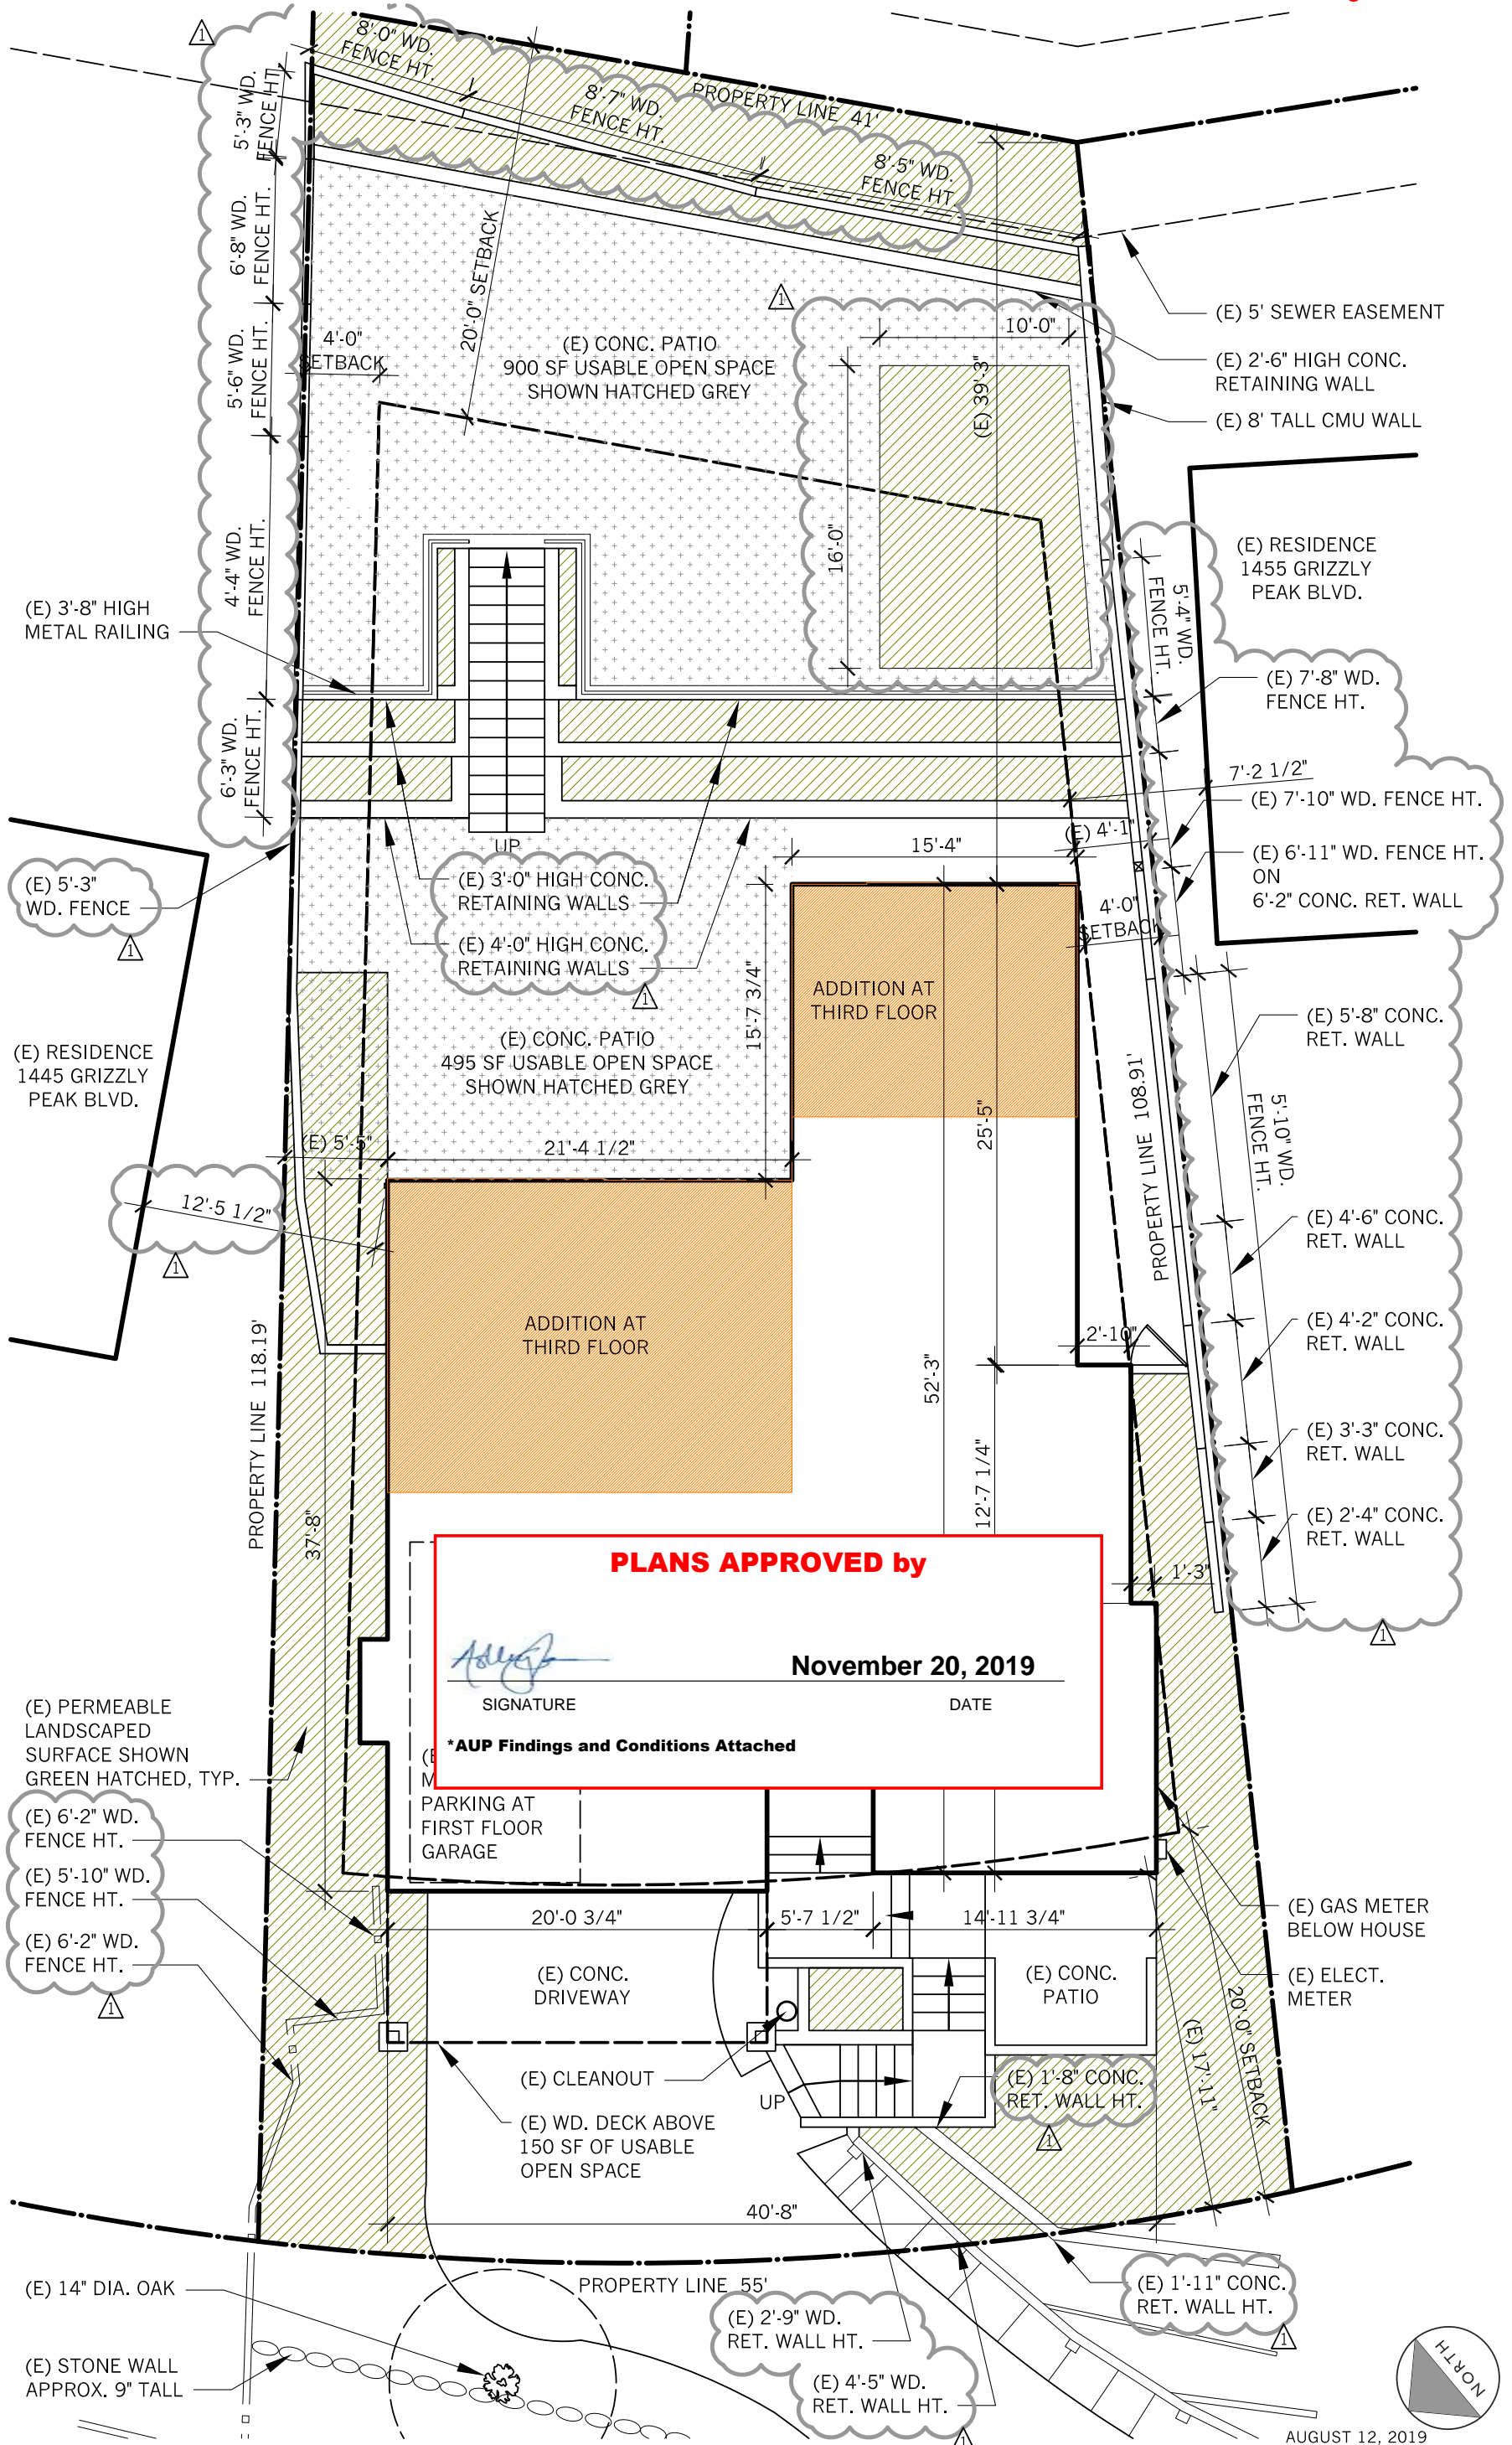 8'-0" WD.
FENCE HT.
8'-7" WD.
FENCE HT.
PROPERTY LINE 41'
8'-5" WD.
FENCE HT.
1
5'-3" WD.
FENCE HT.
6'-8" WD.
FENCE HT.
5'-6" WD.
FENCE HT.
4'-4" WD.
FENCE HT.
6'-3" WD.
FENCE HT.
4'-0"
SETBACK
20'-0" SETBACK
(E) CONC. PATIO
900 SF USABLE OPEN SPACE
SHOWN HATCHED GREY
1
10'-0"
(E) 39'-3"
16'-0"
(E) 5' SEWER EASEMENT
(E) 2'-6" HIGH CONC.
RETAINING WALL
(E) 8' TALL CMU WALL
(E) RESIDENCE
1455 GRIZZLY
PEAK BLVD.
5'-4" WD.
FENCE HT.
(E) 7'-8" WD.
FENCE HT.
7'-2 1/2"
(E) 7'-10" WD. FENCE HT.
(E) 6'-11" WD. FENCE HT.
ON
6'-2" CONC. RET. WALL
(E) 3'-8" HIGH
METAL RAILING
UP
15'-4"
(E) 4'-1"
4'-0"
SETBACK
(E) 5'-3"
WD. FENCE
1
(E) 3'-0" HIGH CONC.
RETAINING WALLS
(E) 4'-0" HIGH CONC.
RETAINING WALLS
1
15'-7 3/4"
ADDITION AT
THIRD FLOOR
(E) CONC. PATIO
495 SF USABLE OPEN SPACE
SHOWN HATCHED GREY
(E) RESIDENCE
1445 GRIZZLY
PEAK BLVD.
(E) 5'-5"
21'-4 1/2"
25'-5"
PROPERTY LINE 108.91'
(E) 5'-8" CONC.
RET. WALL
5'-10" WD.
FENCE HT.
(E) 4'-6" CONC.
RET. WALL
(E) 4'-2" CONC.
RET. WALL
(E) 3'-3" CONC.
RET. WALL
(E) 2'-4" CONC.
RET. WALL
1
12'-5 1/2"
1
ADDITION AT
THIRD FLOOR
52'-3"
2'-10"
12'-7 1/4"
1'-3"
PROPERTY LINE 118.19'
37'-8"
PLANS APPROVED by
November 20, 2019
SIGNATURE
DATE
*AUP Findings and Conditions Attached
(E) PERMEABLE
LANDSCAPED
SURFACE SHOWN
GREEN HATCHED, TYP.
PARKING AT
FIRST FLOOR
GARAGE
(E) 6'-2" WD.
FENCE HT.
(E) 5'-10" WD.
FENCE HT.
(E) 6'-2" WD.
FENCE HT.
1
20'-0 3/4"
5'-7 1/2"
14'-11 3/4"
(E) CONC.
DRIVEWAY
(E) CONC.
PATIO
(E) GAS METER
BELOW HOUSE
(E) ELECT.
METER
(E) 17'-11"
20'-0" SETBACK
(E) CLEANOUT
UP
(E) WD. DECK ABOVE
150 SF OF USABLE
OPEN SPACE
(E) 1'-8" CONC.
RET. WALL HT.
1
40'-8"
PROPERTY LINE 55'
(E) 14" DIA. OAK
(E) STONE WALL
APPROX. 9" TALL
(E) 2'-9" WD.
RET. WALL HT.
(E) 4'-5" WD.
RET. WALL HT.
1
(E) 1'-11" CONC.
RET. WALL HT.
1
NORTH
AUGUST 12, 2019